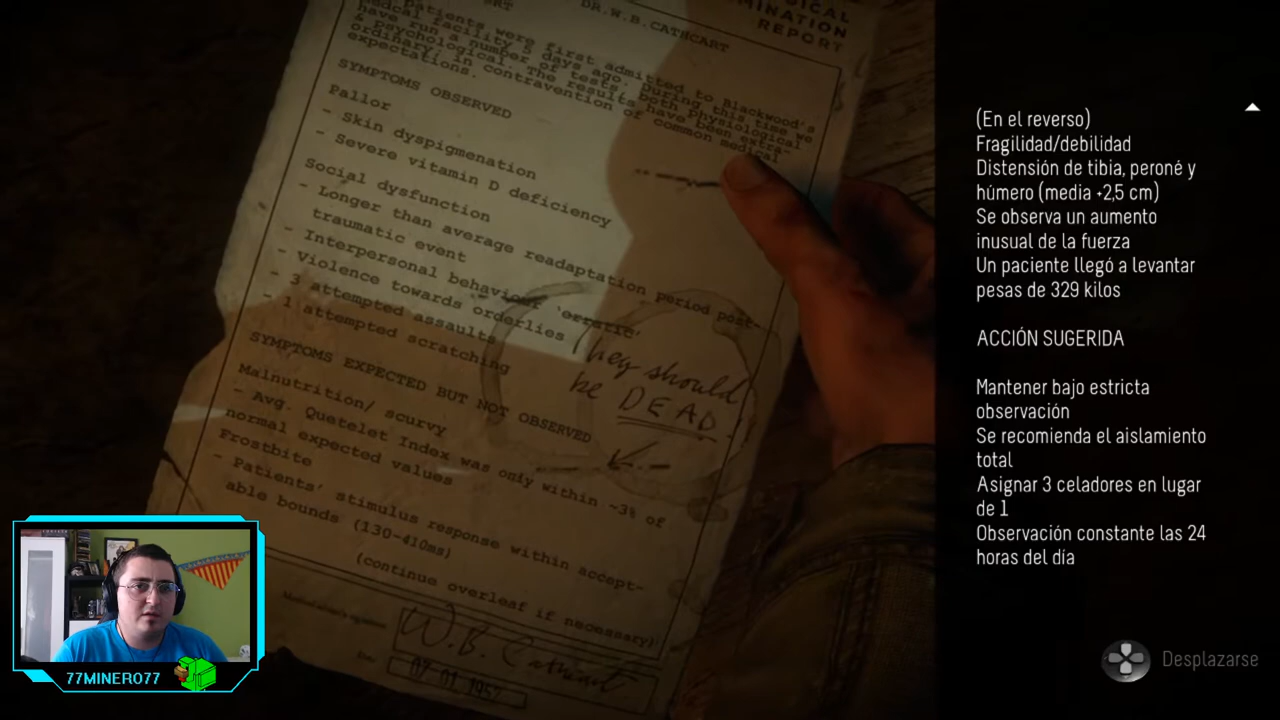 DR.W.B.CATHCART
REPORT
patients were first admitted to Blackwood's
medcal facility 5 days ago. During this time we
have run a number of tests both physiological
& psychological. The results have been extra-
ordinary, in contravention of common medical
expectations.
SYMPTOMS OBSERVED
Pallor
- Skin dyspigmentation
- Severe vitamin D deficiency
Social dysfunction
- Longer than average readaptation period post-
traumatic event
- Interpersonal behaviour 'erratic'
- Violence towards orderlies
- 3 attempted assaults
1 attempted scratching
They should
be DEAD
SYMPTOMS EXPECTED BUT NOT OBSERVED
Malnutrition/ scurvy
- Avg. Quetelet Index was only within ~3% of
normal expected values
Frostbite
- Patients' stimulus response within accept-
able bounds (130-410ms)
(continue overleaf if necessary)
W.B. Cathcart
07 01 1952
(En el reverso)
Fragilidad/debilidad
Distensión de tibia, peroné y
húmero (media +2,5 cm)
Se observa un aumento
inusual de la fuerza
Un paciente llegó a levantar
pesas de 329 kilos
ACCIÓN SUGERIDA
Mantener bajo estricta
observación
Se recomienda el aislamiento
total
Asignar 3 celadores en lugar
de 1
Observación constante las 24
horas del día
Desplazarse
77MINERO77